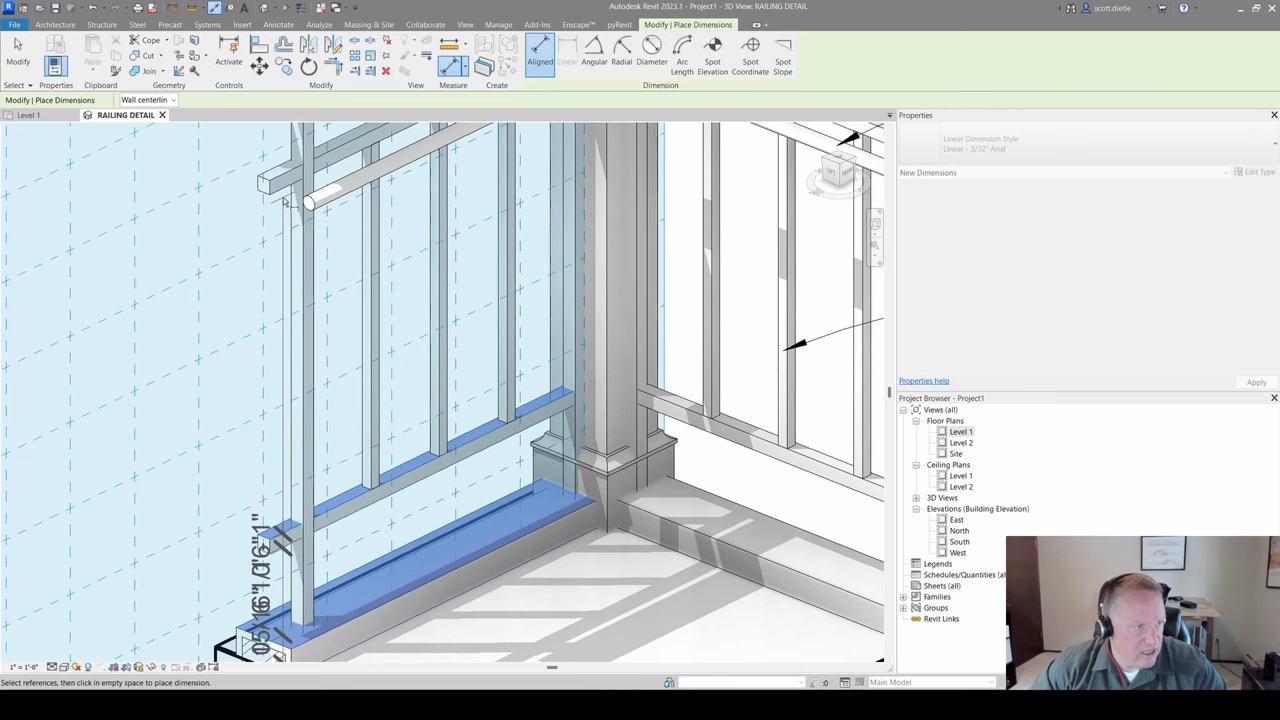 Autodesk Revit 2023.1 - Project1 - 3D View: RAILING DETAIL
scott.dietle
File
Architecture
Structure
Steel
Precast
Systems
Insert
Annotate
Analyze
Massing & Site
Collaborate
View
Manage
Add-Ins
Enscape™
pyRevit
Modify | Place Dimensions
Modify
Paste
Cope
Cut
Join
Activate
Aligned
Linear
Angular
Radial
Diameter
Arc
Length
Spot
Elevation
Spot
Coordinate
Spot
Slope
Select
Properties
Clipboard
Geometry
Controls
Modify
View
Measure
Create
Dimension
Modify | Place Dimensions
Wall centerlin
Level 1
RAILING DETAIL
Properties
Linear Dimension Style
Linear - 3/32" Arial
New Dimensions
Edit Type
Properties help
Apply
Project Browser - Project1
Views (all)
Floor Plans
Level 1
Level 2
Site
Ceiling Plans
Level 1
Level 2
3D Views
Elevations (Building Elevation)
East
North
South
West
Legends
Schedules/Quantities (al
Sheets (all)
Families
Groups
Revit Links
1" = 1'-0"
Select references, then click in empty space to place dimension.
:0
Main Model